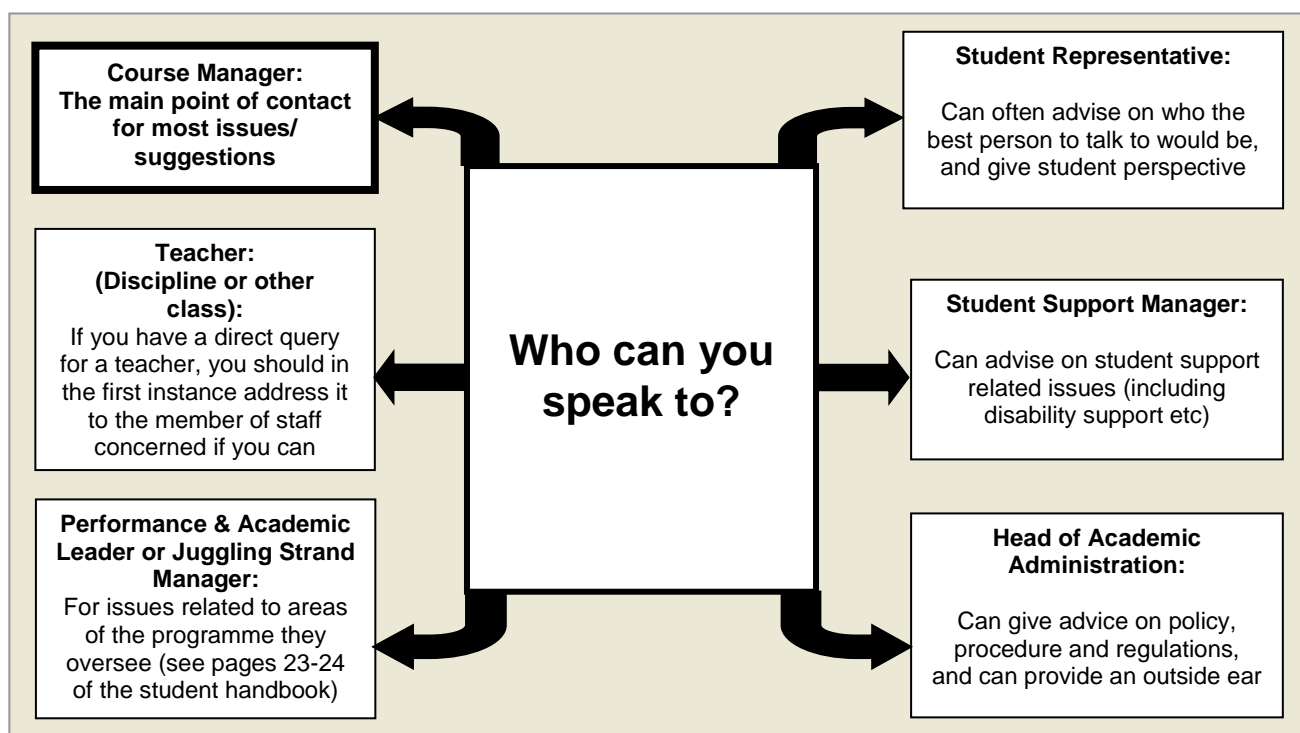 Course Manager:
The main point of contact
for most issues/
suggestions
Teacher:
(Discipline or other
class):
If you have a direct query
for a teacher, you should in
the first instance address it
to the member of staff
concerned if you can
Performance & Academic
Leader or Juggling Strand
Manager:
For issues related to areas
of the programme they
oversee (see pages 23-24
of the student handbook)
Who can you
speak to?
Student Representative:
Can often advise on who the
best person to talk to would be,
and give student perspective
Student Support Manager:
Can advise on student support
related issues (including
disability support etc)
Head of Academic
Administration:
Can give advice on policy,
procedure and regulations,
and can provide an outside ear